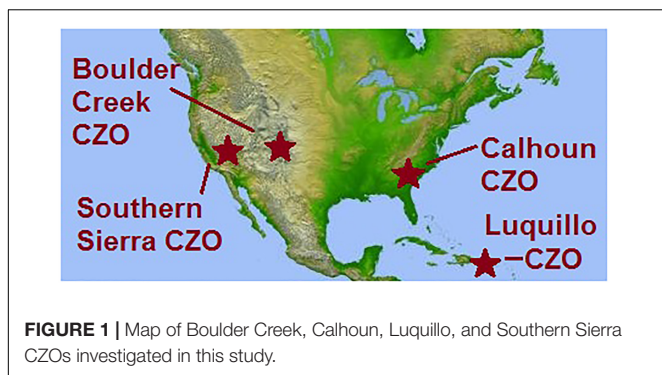 Boulder
Creek
CZO
Southern
Sierra CZO
Calhoun
CZO
Luquillo
CZO
FIGURE 1 | Map of Boulder Creek, Calhoun, Luquillo, and Southern Sierra
CZOs investigated in this study.